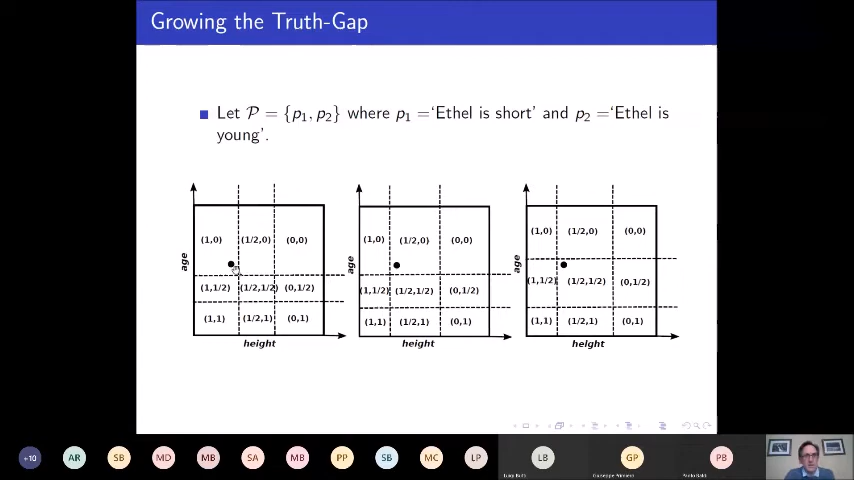 Growing the Truth-Gap
Let P = {p1, p2} where p1 =‘Ethel is short’ and p2 =‘Ethel is
young’.
age
(1,0) (1/2,0) (0,0)
(1,1/2) (1/2,1/2) (0,1/2)
(1,1) (1/2,1) (0,1)
height
age
(1,0) (1/2,0) (0,0)
(1,1/2) (1/2,1/2) (0,1/2)
(1,1) (1/2,1) (0,1)
height
age
(1,0) (1/2,0) (0,0)
(1,1/2) (1/2,1/2) (0,1/2)
(1,1) (1/2,1) (0,1)
height
+10 AR SB MD MB SA MB PP SB MC LP LB GP PB